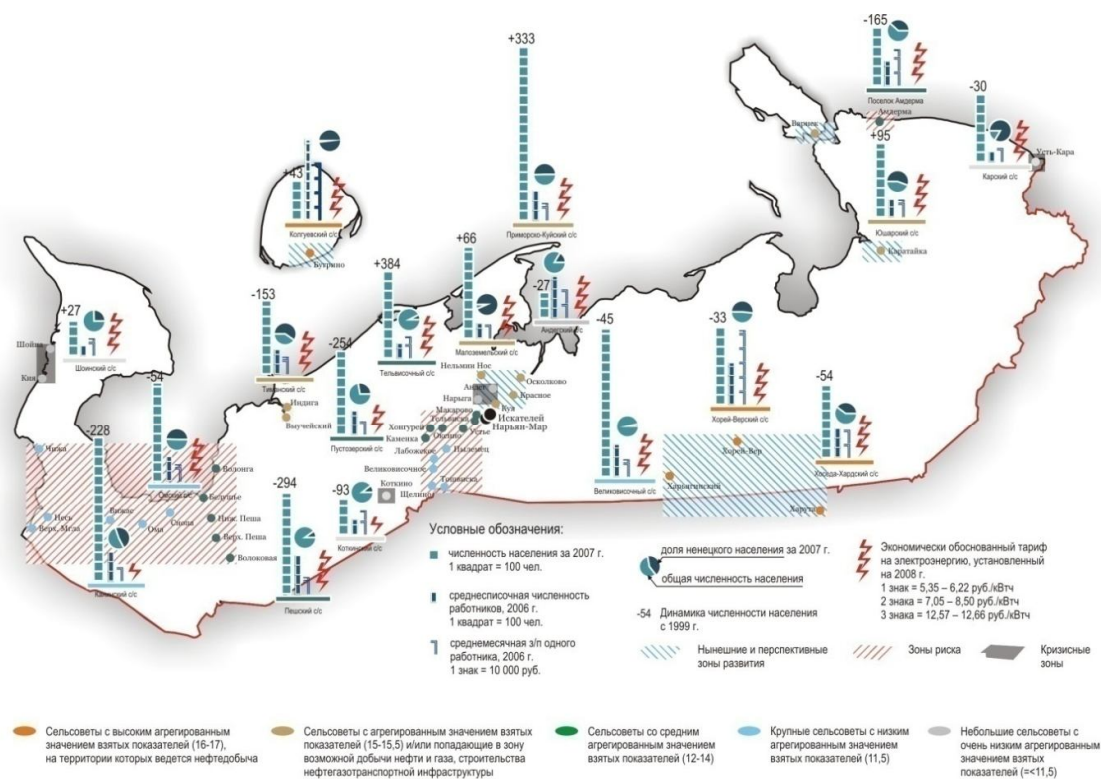 -165
+333
-30
Поселок Амдерма
Амдерма
Варнек
+95
Усть-Кара
Карский с/с
+43
Колгуевский с/с
Приморско-Куйский с/с
Юшарский с/с
Каратайка
Бугрино
+66
+384
-27
-153
-45
-33
+27
-254
Андегский с/с
Малоземельский с/с
Шойна
Шоинский с/с
Тельвисочный с/с
Кия
-54
Тиманский с/с
Нельмин Нос
Осколково
Андег
Красное
-54
Индига
Нарыга
Куя
Выучейский
Макарово
Искателей
Хорей-Верский с/с
-228
Пустозерский с/с
Хонгурей
Тельвиска
Нарьян-Мар
Каменка
Оксино
Устье
Чижа
Лабожское
Пылемец
Хорей-Вер
Хоседа-Хардский с/с
Волонга
Великовисочное
Омский с/с
-294
-93
Коткино
Тошвиска
Великовисочный с/с
Харьягинский
Белушье
Щелино
Несь
Вижас
Снопа
Ниж. Пеша
Харута
Верх. Мгла
Ома
Верх. Пеша
Коткинский с/с
Волоковая
Канинский с/с
Пешский с/с
Условные обозначения:
численность населения за 2007 г.
1 квадрат = 100 чел.
среднесписочная численность
работников, 2006 г.
1 квадрат = 100 чел.
среднемесячная з/п одного
работника, 2006 г.
1 знак = 10 000 руб.
доля ненецкого населения за 2007 г.
общая численность населения
-54 Динамика численности населения
с 1999 г.
Экономически обоснованный тариф
на электроэнергию, установленный
на 2008 г.
1 знак = 5,35 – 6,22 руб./кВтч
2 знака = 7,05 – 8,50 руб./кВтч
3 знака = 12,57 – 12,66 руб./кВтч
Нынешние и перспективные
зоны развития
Зоны риска
Кризисные
зоны
Сельсоветы с высоким агрегированным
значением взятых показателей (16-17),
на территории которых ведется нефтедобыча
Сельсоветы с агрегированным значением взятых
показателей (15-15,5) и/или попадающие в зону
возможной добычи нефти и газа, строительства
нефтегазотранспортной инфраструктуры
Сельсоветы со средним
агрегированным значением
взятых показателей (12-14)
Крупные сельсоветы с низким
агрегированным значением
взятых показателей (11,5)
Небольшие сельсоветы с
очень низким агрегированным
значением взятых
показателей (=<11,5)